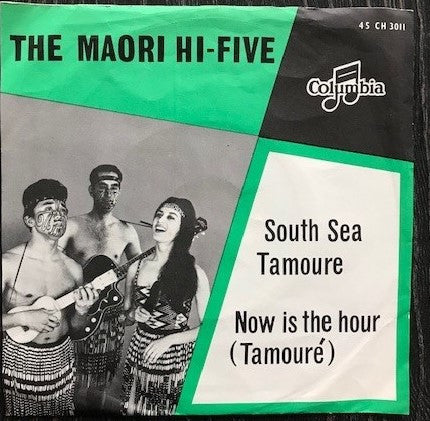 45 CH 3011
THE MAORI HI-FIVE
Columbia
South Sea
Tamoure
Now is the hour
(Tamouré)